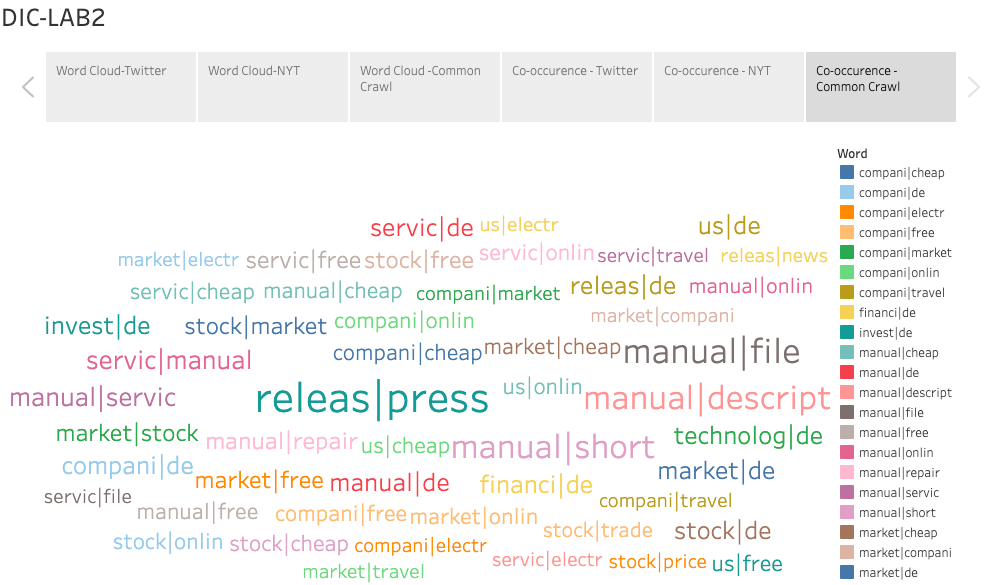 DIC-LAB2
Word Cloud-Twitter
Word Cloud-NYT
Word Cloud -Common
Crawl
Co-occurence - Twitter
Co-occurence - NYT
Co-occurence -
Common Crawl
servic|de
us|electr
us|de
market|electr
servic|free
stock|free
servic|onlin
servic|travel
releas|news
servic|cheap
manual|cheap
compani|market
releas|de
manual|onlin
invest|de
stock|market
compani|onlin
market|compani
servic|manual
compani|cheap
market|cheap
manual|file
manual|servic
releas|press
us|onlin
manual|descript
market|stock
manual|repair
us|cheap
manual|short
technolog|de
compani|de
market|free
manual|de
financi|de
market|de
servic|file
manual|free
compani|free
market|onlin
compani|travel
stock|onlin
stock|cheap
compani|electr
stock|trade
stock|de
market|travel
servic|electr
stock|price
us|free
Word
compani|cheap
compani|de
compani|electr
compani|free
compani|market
compani|onlin
compani|travel
financi|de
invest|de
manual|cheap
manual|de
manual|descript
manual|file
manual|free
manual|onlin
manual|repair
manual|servic
manual|short
market|cheap
market|compani
market|de